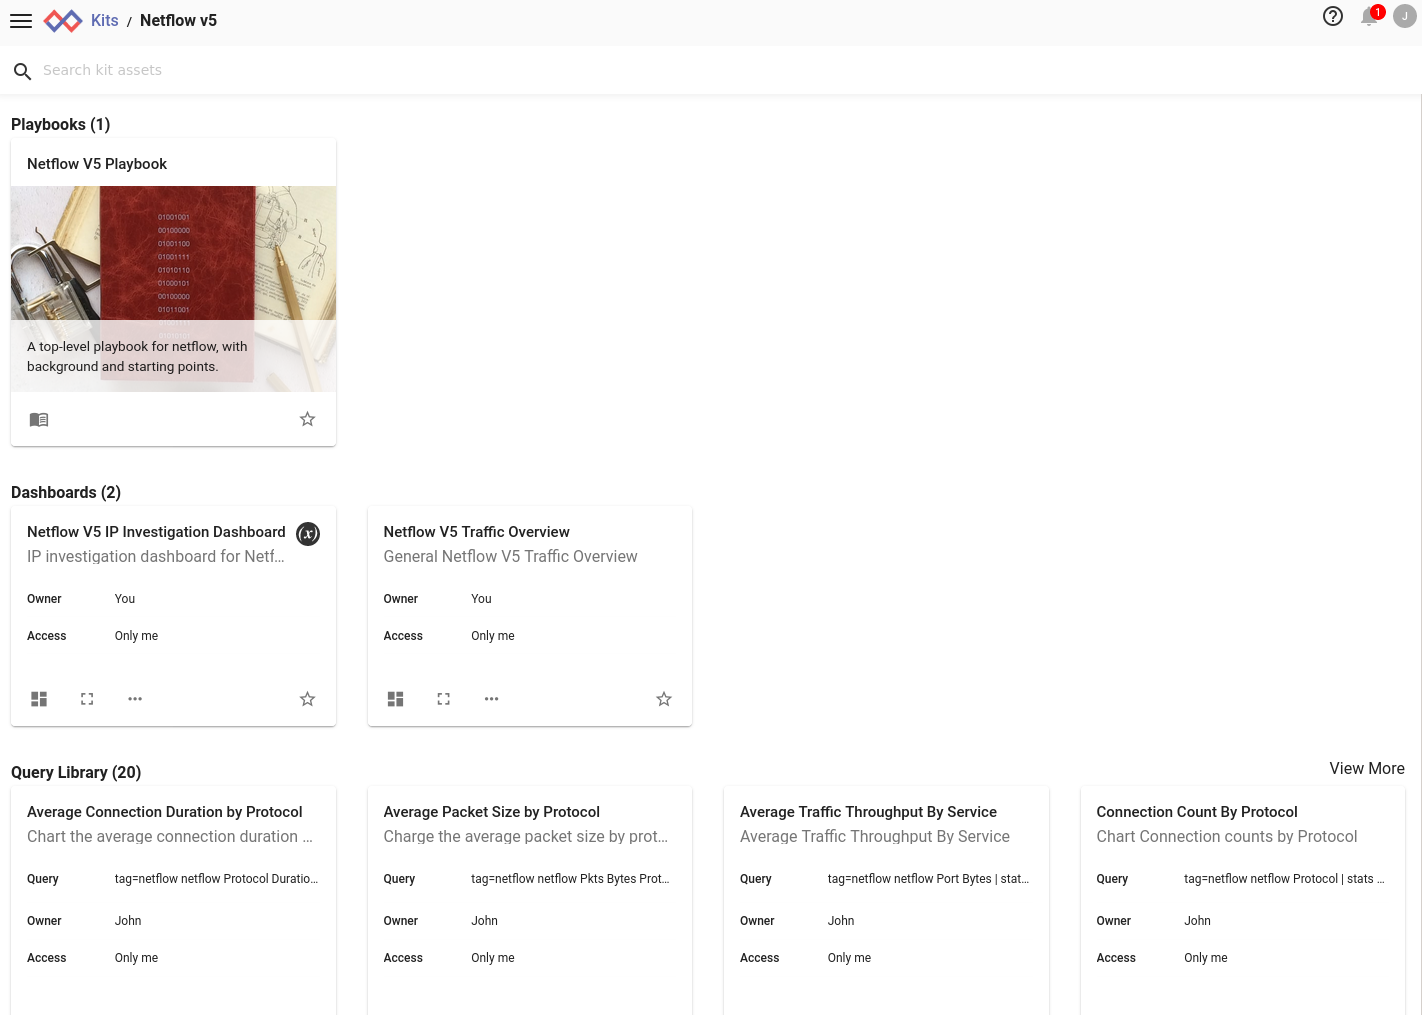 Kits / Netflow v5
1
J
Search kit assets
Playbooks (1)
Netflow V5 Playbook
01001001
00100000
01001100
01001111
01010110
01000101
00100000
01011001
A top-level playbook for netflow, with
background and starting points.
Dashboards (2)
Netflow V5 IP Investigation Dashboard (x)
IP investigation dashboard for Netf...
Owner You
Access Only me
Netflow V5 Traffic Overview
General Netflow V5 Traffic Overview
Owner You
Access Only me
Query Library (20)
View More
Average Connection Duration by Protocol
Chart the average connection duration ...
Query tag=netflow netflow Protocol Duratio...
Owner John
Access Only me
Average Packet Size by Protocol
Charge the average packet size by prot...
Query tag=netflow netflow Pkts Bytes Prot...
Owner John
Access Only me
Average Traffic Throughput By Service
Average Traffic Throughput By Service
Query tag=netflow netflow Port Bytes | stat...
Owner John
Access Only me
Connection Count By Protocol
Chart Connection counts by Protocol
Query tag=netflow netflow Protocol | stats ...
Owner John
Access Only me